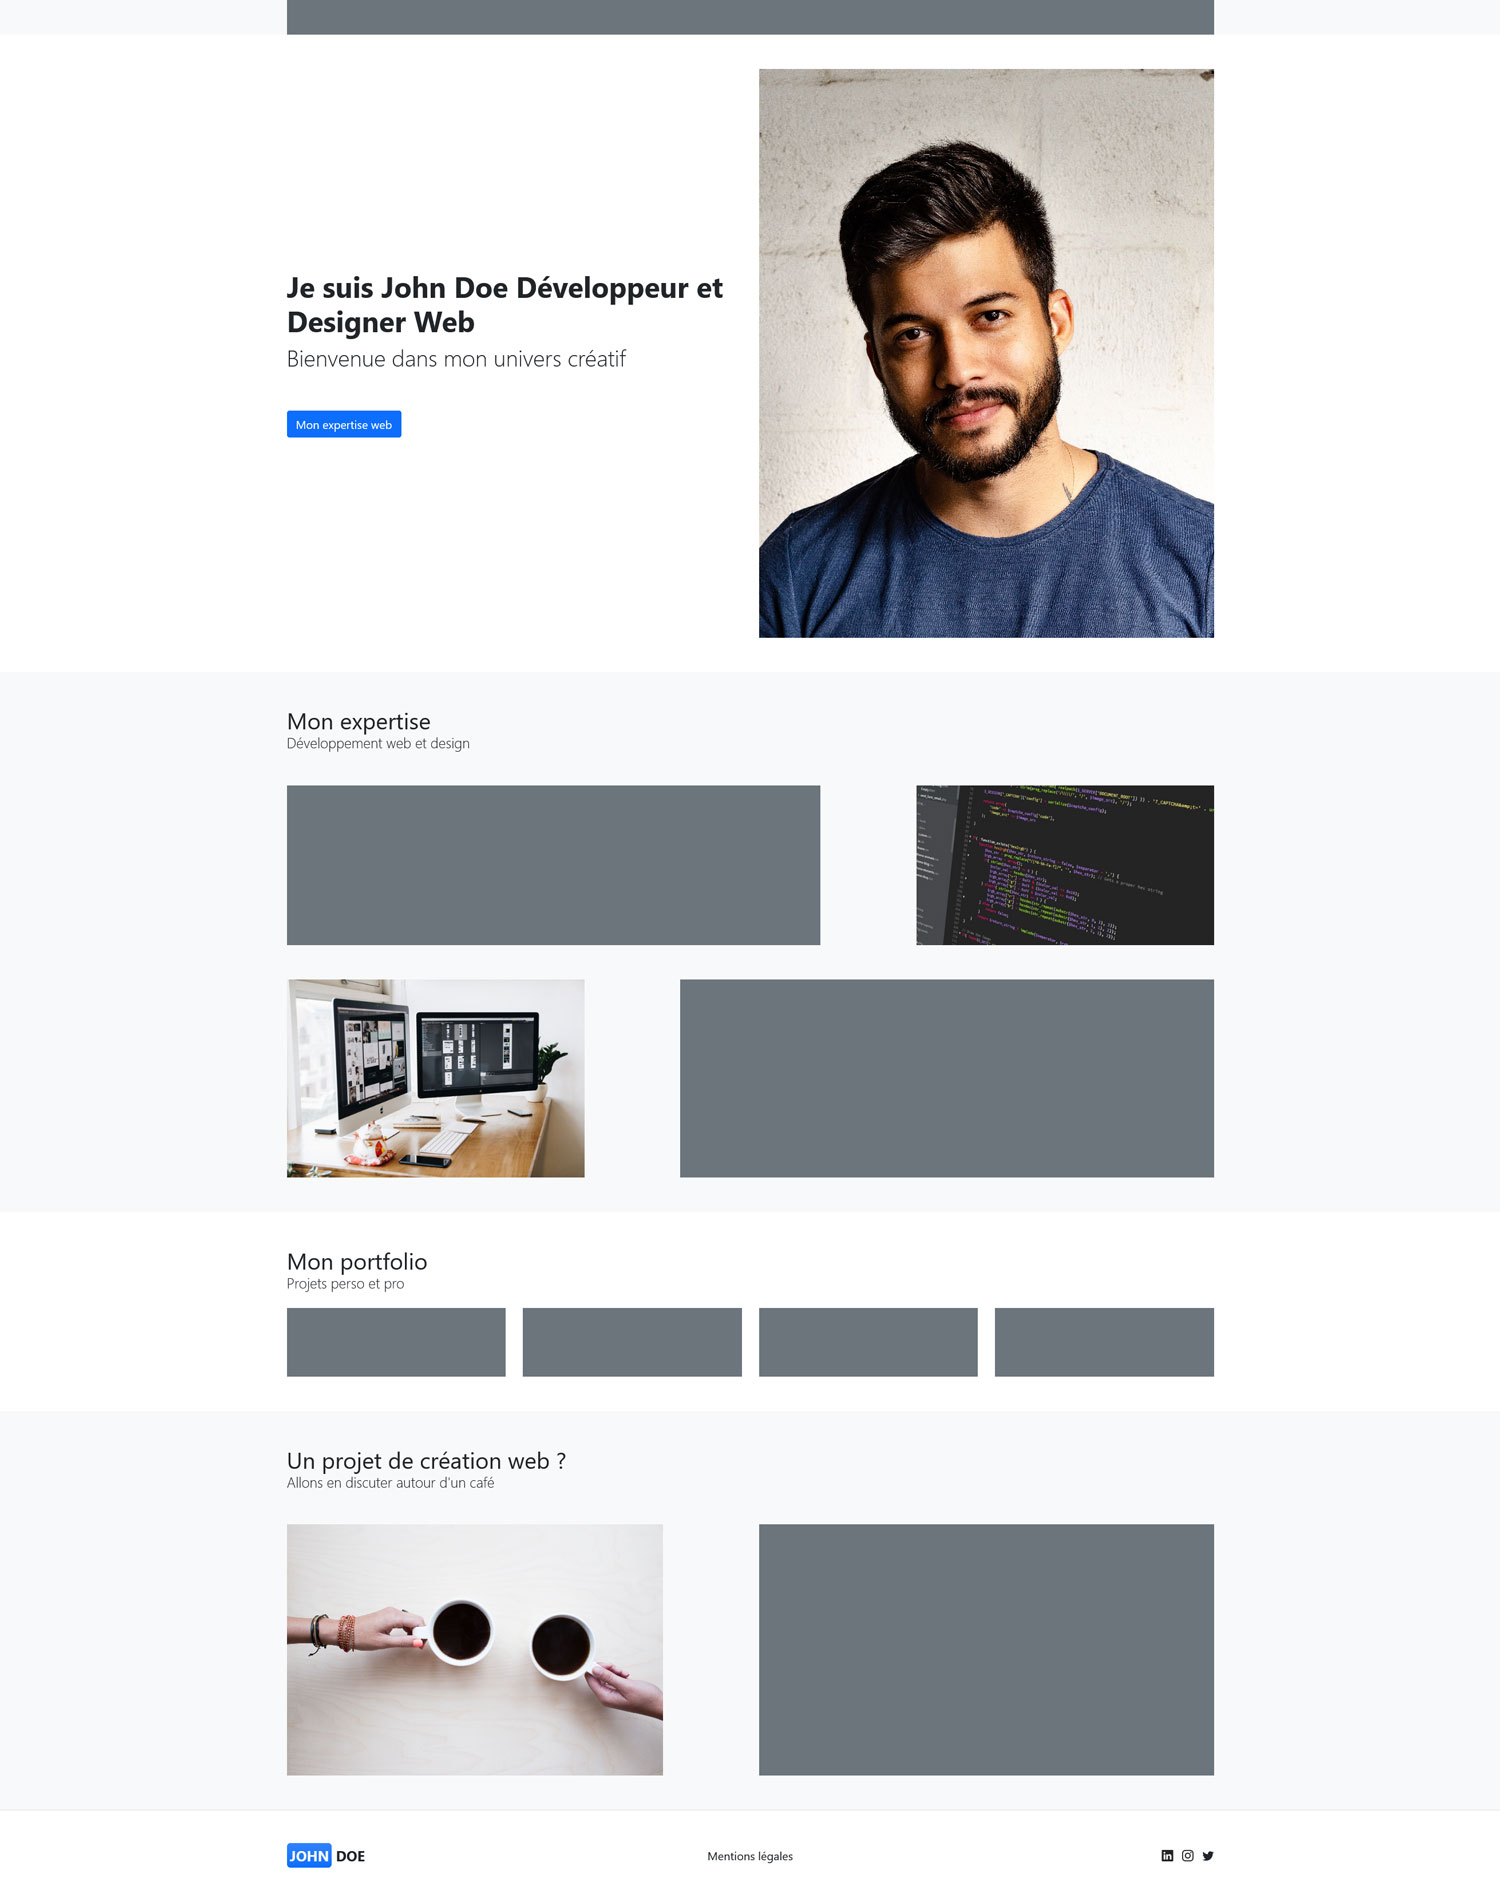 Je suis John Doe Développeur et
Designer Web
Bienvenue dans mon univers créatif
Mon expertise web
Mon expertise
Développement web et design
Mon portfolio
Projets perso et pro
Un projet de création web ?
Allons en discuter autour d'un café
JOHN DOE
Mentions légales